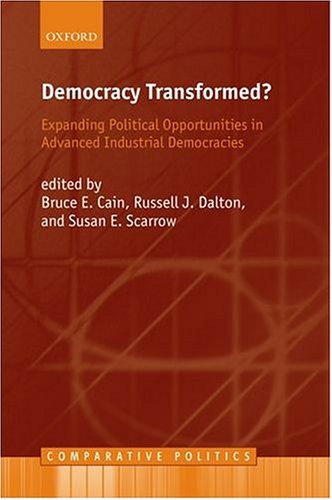 OXFORD
Democracy Transformed?
Expanding Political Opportunities in
Advanced Industrial Democracies
edited by
Bruce E. Cain, Russell J. Dalton,
and Susan E. Scarrow
COMPARATIVE POLITICS